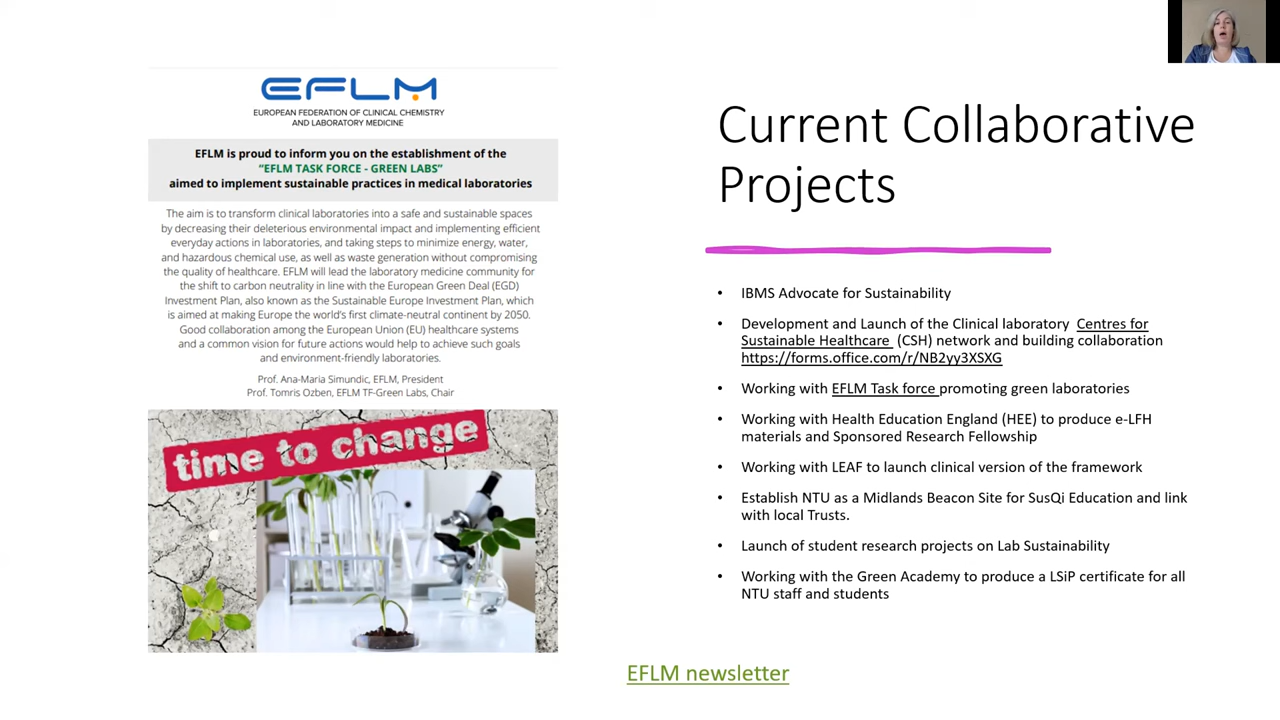 EFLM
EUROPEAN FEDERATION OF CLINICAL CHEMISTRY
AND LABORATORY MEDICINE
EFLM is proud to inform you on the establishment of the
“EFLM TASK FORCE - GREEN LABS”
aimed to implement sustainable practices in medical laboratories
The aim is to transform clinical laboratories into a safe and sustainable spaces
by decreasing their deleterious environmental impact and implementing efficient
everyday actions in laboratories, and taking steps to minimize energy, water,
and hazardous chemical use, as well as waste generation without compromising
the quality of healthcare. EFLM will lead the laboratory medicine community for
the shift to carbon neutrality in line with the European Green Deal (EGD)
Investment Plan, also known as the Sustainable Europe Investment Plan, which
is aimed at making Europe the world's first climate-neutral continent by 2050.
Good collaboration among the European Union (EU) healthcare systems
and a common vision for future actions would help to achieve such goals
and environment-friendly laboratories.
Prof. Ana-Maria Simundic, EFLM, President
Prof. Tomris Ozben, EFLM TF-Green Labs, Chair
time to change
Current Collaborative
Projects
• IBMS Advocate for Sustainability
• Development and Launch of the Clinical laboratory Centres for
Sustainable Healthcare (CSH) network and building collaboration
https://forms.office.com/r/NB2yy3XSXG
• Working with EFLM Task force promoting green laboratories
• Working with Health Education England (HEE) to produce e-LFH
materials and Sponsored Research Fellowship
• Working with LEAF to launch clinical version of the framework
• Establish NTU as a Midlands Beacon Site for SusQi Education and link
with local Trusts.
• Launch of student research projects on Lab Sustainability
• Working with the Green Academy to produce a LSiP certificate for all
NTU staff and students
EFLM newsletter